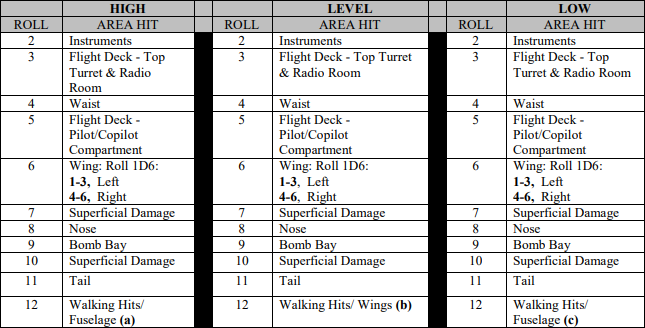 HIGH LEVEL LOW
ROLL AREA HIT ROLL AREA HIT ROLL AREA HIT
2 Instruments 2 Instruments 2 Instruments
3 Flight Deck - Top 3 Flight Deck - Top Turret 3 Flight Deck - Top
Turret & Radio & Radio Room Turret & Radio Room
Room
4 Waist 4 Waist 4 Waist
5 Flight Deck - 5 Flight Deck - 5 Flight Deck -
Pilot/Copilot Pilot/Copilot Pilot/Copilot
Compartment Compartment Compartment
6 Wing: Roll 1D6: 6 Wing: Roll 1D6: 6 Wing: Roll 1D6:
1-3, Left 1-3, Left 1-3, Left
4-6, Right 4-6, Right 4-6, Right
7 Superficial Damage 7 Superficial Damage 7 Superficial Damage
8 Nose 8 Nose 8 Nose
9 Bomb Bay 9 Bomb Bay 9 Bomb Bay
10 Superficial Damage 10 Superficial Damage 10 Superficial Damage
11 Tail 11 Tail 11 Tail
12 Walking Hits/ 12 Walking Hits/ Wings (b) 12 Walking Hits/
Fuselage (a) Fuselage (c)